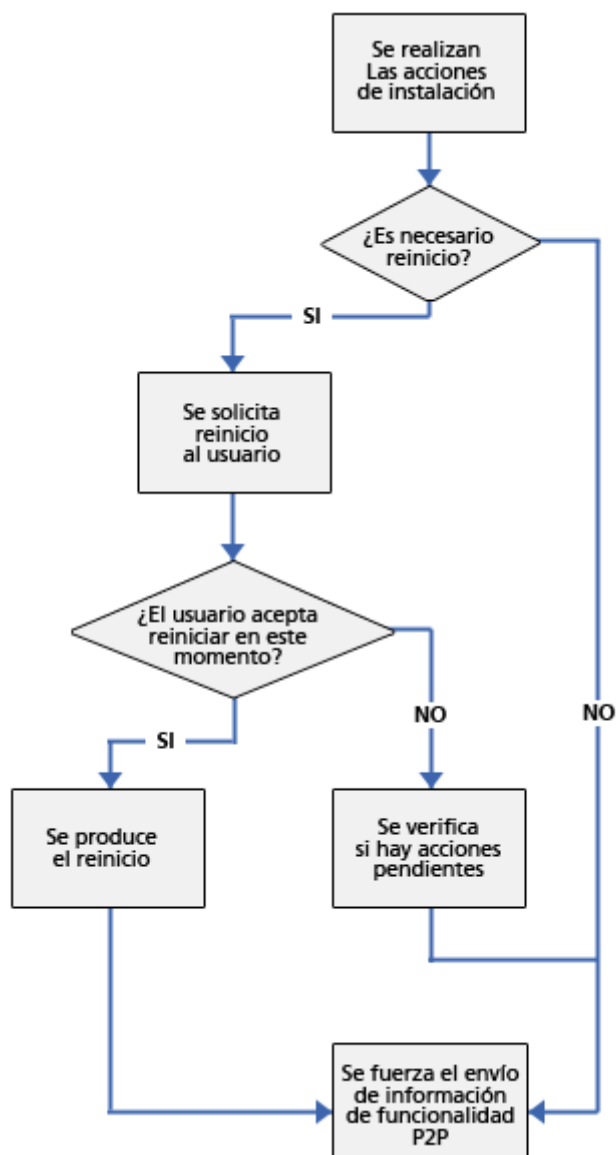 Se realizan
Las acciones
de instalación
¿Es necesario
reinicio?
SI
Se solicita
reinicio
al usuario
¿El usuario acepta
reiniciar en este
momento?
SI
NO
NO
Se produce
el reinicio
Se verifica
si hay acciones
pendientes
Se fuerza el envío
de información
de funcionalidad
P2P